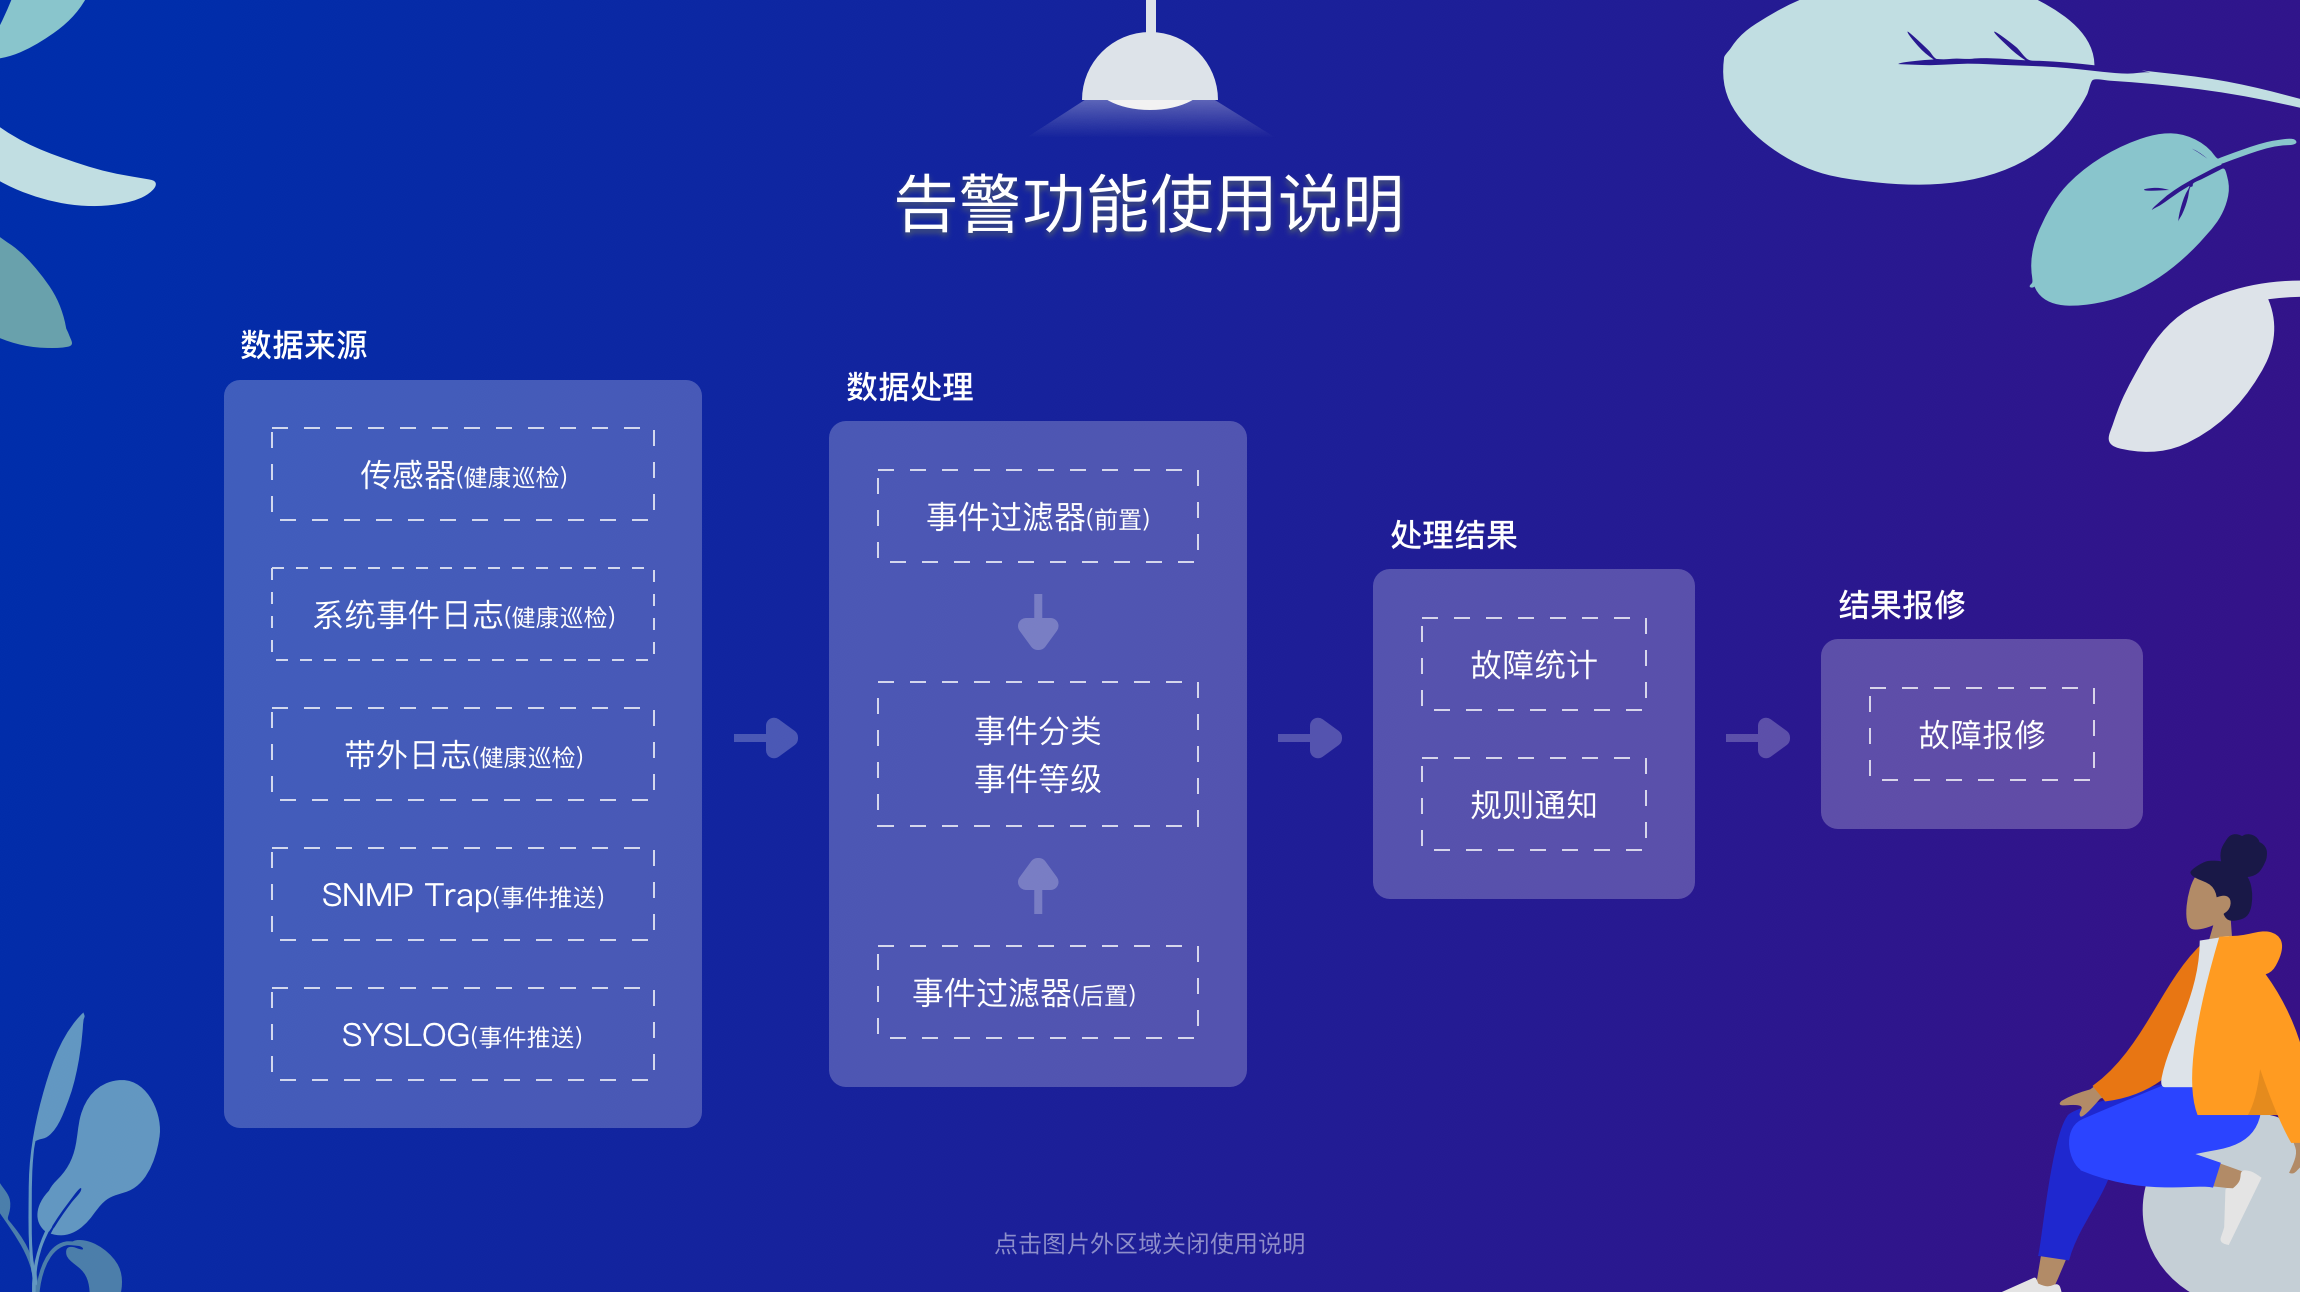 告警功能使用说明
数据来源
传感器(健康巡检)
系统事件日志(健康巡检)
带外日志(健康巡检)
SNMP Trap(事件推送)
SYSLOG(事件推送)
数据处理
事件过滤器(前置)
事件分类
事件等级
事件过滤器(后置)
处理结果
故障统计
规则通知
结果报修
故障报修
点击图片外区域关闭使用说明